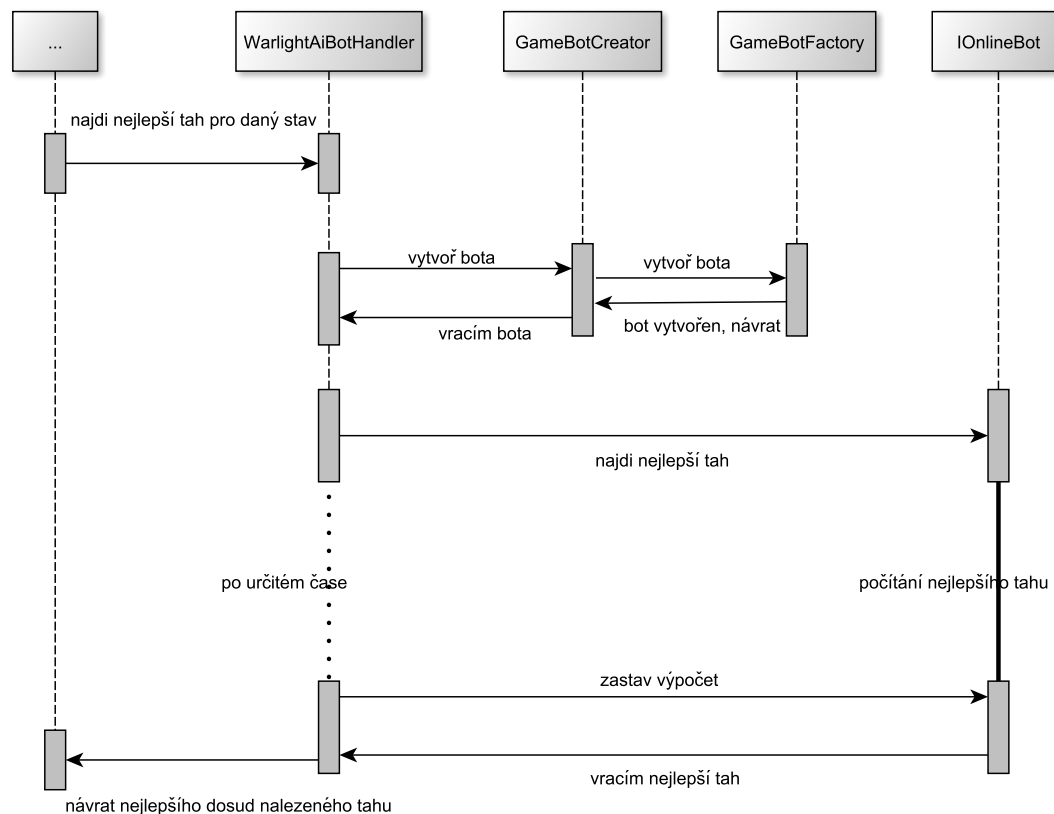 ...
WarlightAiBotHandler
GameBotCreator
GameBotFactory
IOnlineBot
najdi nejlepší tah pro daný stav
vytvoř bota
vytvoř bota
bot vytvořen, návrat
vracím bota
najdi nejlepší tah
po určitém čase
počítání nejlepšího tahu
zastav výpočet
vracím nejlepší tah
návrat nejlepšího dosud nalezeného tahu